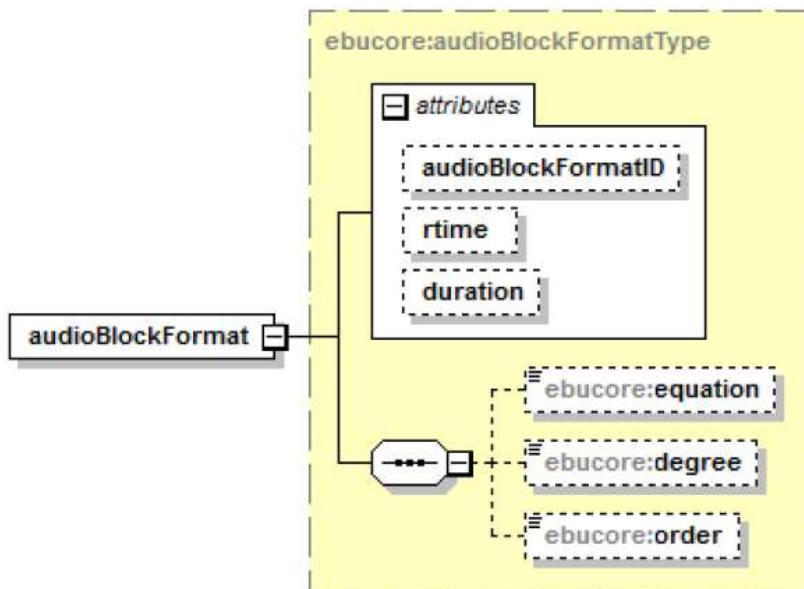 ebucore:audioBlockFormatType
attributes
audioBlockFormatID
rtime
duration
audioBlockFormat
ebucore:equation
ebucore:degree
ebucore:order